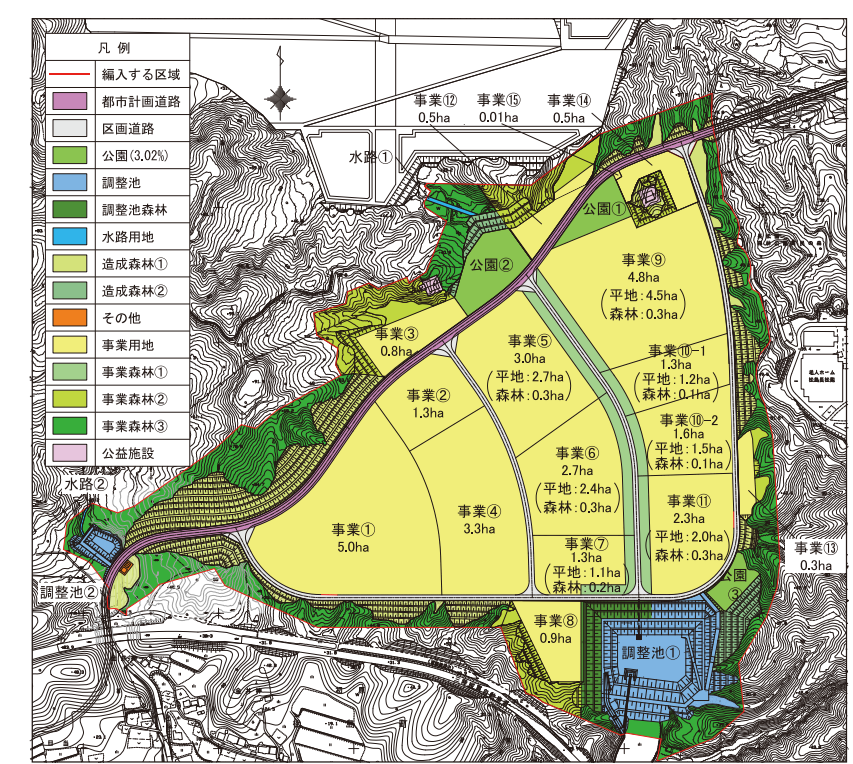 凡例
編入する区域
都市計画道路
区画道路
公園(3.02%)
調整池
調整池森林
水路用地
造成森林①
造成森林②
その他
事業用地
事業森林①
事業森林②
事業森林③
公益施設
事業⑫
0.5ha
事業⑮
0.01ha
事業⑭
0.5ha
水路①
公園①
公園②
事業⑨
4.8ha
(平地:4.5ha
森林:0.3ha)
事業③
0.8ha
事業⑤
3.0ha
(平地:2.7ha
森林:0.3ha)
事業⑩-1
1.3ha
(平地:1.2ha
森林:0.1ha)
事業②
1.3ha
事業⑩-2
1.6ha
(平地:1.5ha
森林:0.1ha)
事業⑥
2.7ha
(平地:2.4ha
森林:0.3ha)
水路②
事業①
5.0ha
事業④
3.3ha
事業⑪
2.3ha
(平地:2.0ha
森林:0.3ha)
事業⑦
1.3ha
(平地:1.1ha
森林:0.2ha)
事業⑬
0.3ha
調整池②
公園
③
事業⑧
0.9ha
調整池①
老人ホーム